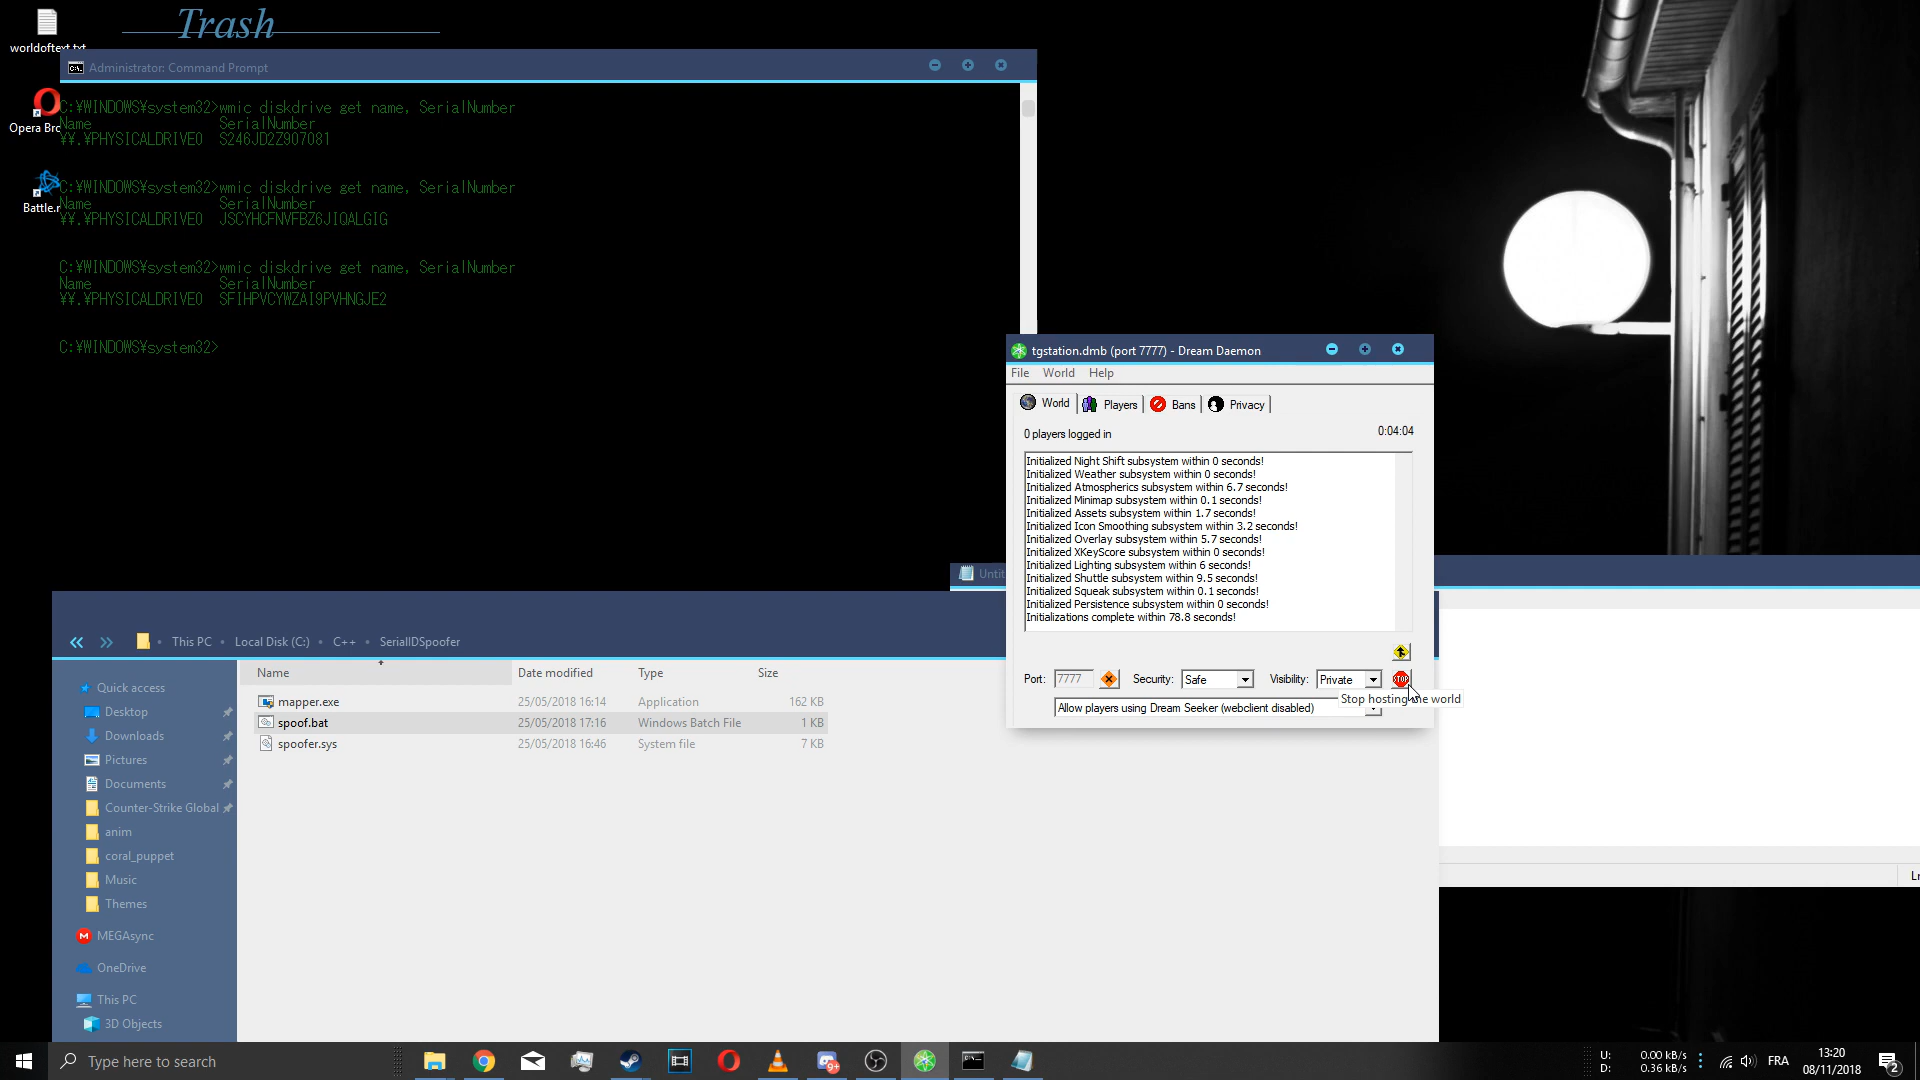 worldoftext.txt
Trash
Opera Bro
Battle.n
Administrator: Command Prompt
C:¥WINDOWS¥system32>wmic diskdrive get name, SerialNumber
Name SerialNumber
¥¥.¥PHYSICALDRIVE0 S246JD2Z907081
C:¥WINDOWS¥system32>wmic diskdrive get name, SerialNumber
Name SerialNumber
¥¥.¥PHYSICALDRIVE0 JSCYHCFNVFBZ6JIQALGIG
C:¥WINDOWS¥system32>wmic diskdrive get name, SerialNumber
Name SerialNumber
¥¥.¥PHYSICALDRIVE0 SFIHPVCYWZAI9PVHNGJE2
C:¥WINDOWS¥system32>
tgstation.dmb (port 7777) - Dream Daemon
File World Help
World Players Bans Privacy
0 players logged in 0:04:04
Initialized Night Shift subsystem within 0 seconds!
Initialized Weather subsystem within 0 seconds!
Initialized Atmospherics subsystem within 6.7 seconds!
Initialized Minimap subsystem within 0.1 seconds!
Initialized Assets subsystem within 1.7 seconds!
Initialized Icon Smoothing subsystem within 3.2 seconds!
Initialized Overlay subsystem within 5.7 seconds!
Initialized XKeyScore subsystem within 0 seconds!
Initialized Lighting subsystem within 6 seconds!
Initialized Shuttle subsystem within 9.5 seconds!
Initialized Squeak subsystem within 0.1 seconds!
Initialized Persistence subsystem within 0 seconds!
Initializations complete within 78.8 seconds!
Port: 7777 Security: Safe Visibility: Private STOP
Stop hosting the world
Allow players using Dream Seeker (webclient disabled)
Untit
Ln
This PC Local Disk (C:) C++ SerialIDSpoofer
Name Date modified Type Size
mapper.exe 25/05/2018 16:14 Application 162 KB
spoof.bat 25/05/2018 17:16 Windows Batch File 1 KB
spoofer.sys 25/05/2018 16:46 System file 7 KB
Quick access
Desktop
Downloads
Pictures
Documents
Counter-Strike Global
anim
coral_puppet
Music
Themes
MEGAsync
OneDrive
This PC
3D Objects
Type here to search
9+
U: 0.00 kB/s
D: 0.36 kB/s
FRA
13:20
08/11/2018
2